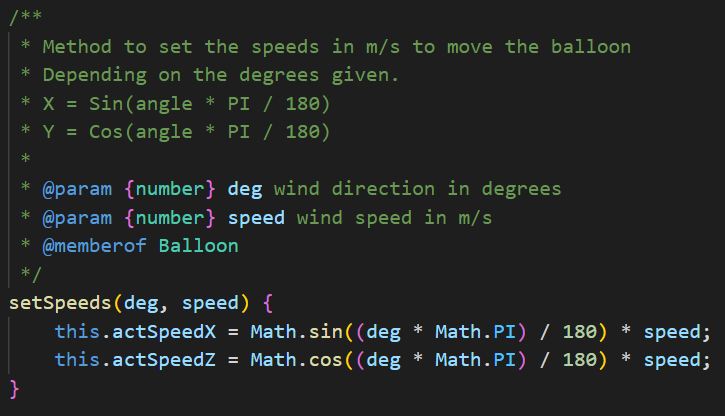 /**
 * Method to set the speeds in m/s to move the balloon
 * Depending on the degrees given.
 * X = Sin(angle * PI / 180)
 * Y = Cos(angle * PI / 180)
 *
 * @param {number} deg wind direction in degrees
 * @param {number} speed wind speed in m/s
 * @memberof Balloon
 */
setSpeeds(deg, speed) {
    this.actSpeedX = Math.sin((deg * Math.PI) / 180) * speed;
    this.actSpeedZ = Math.cos((deg * Math.PI) / 180) * speed;
}